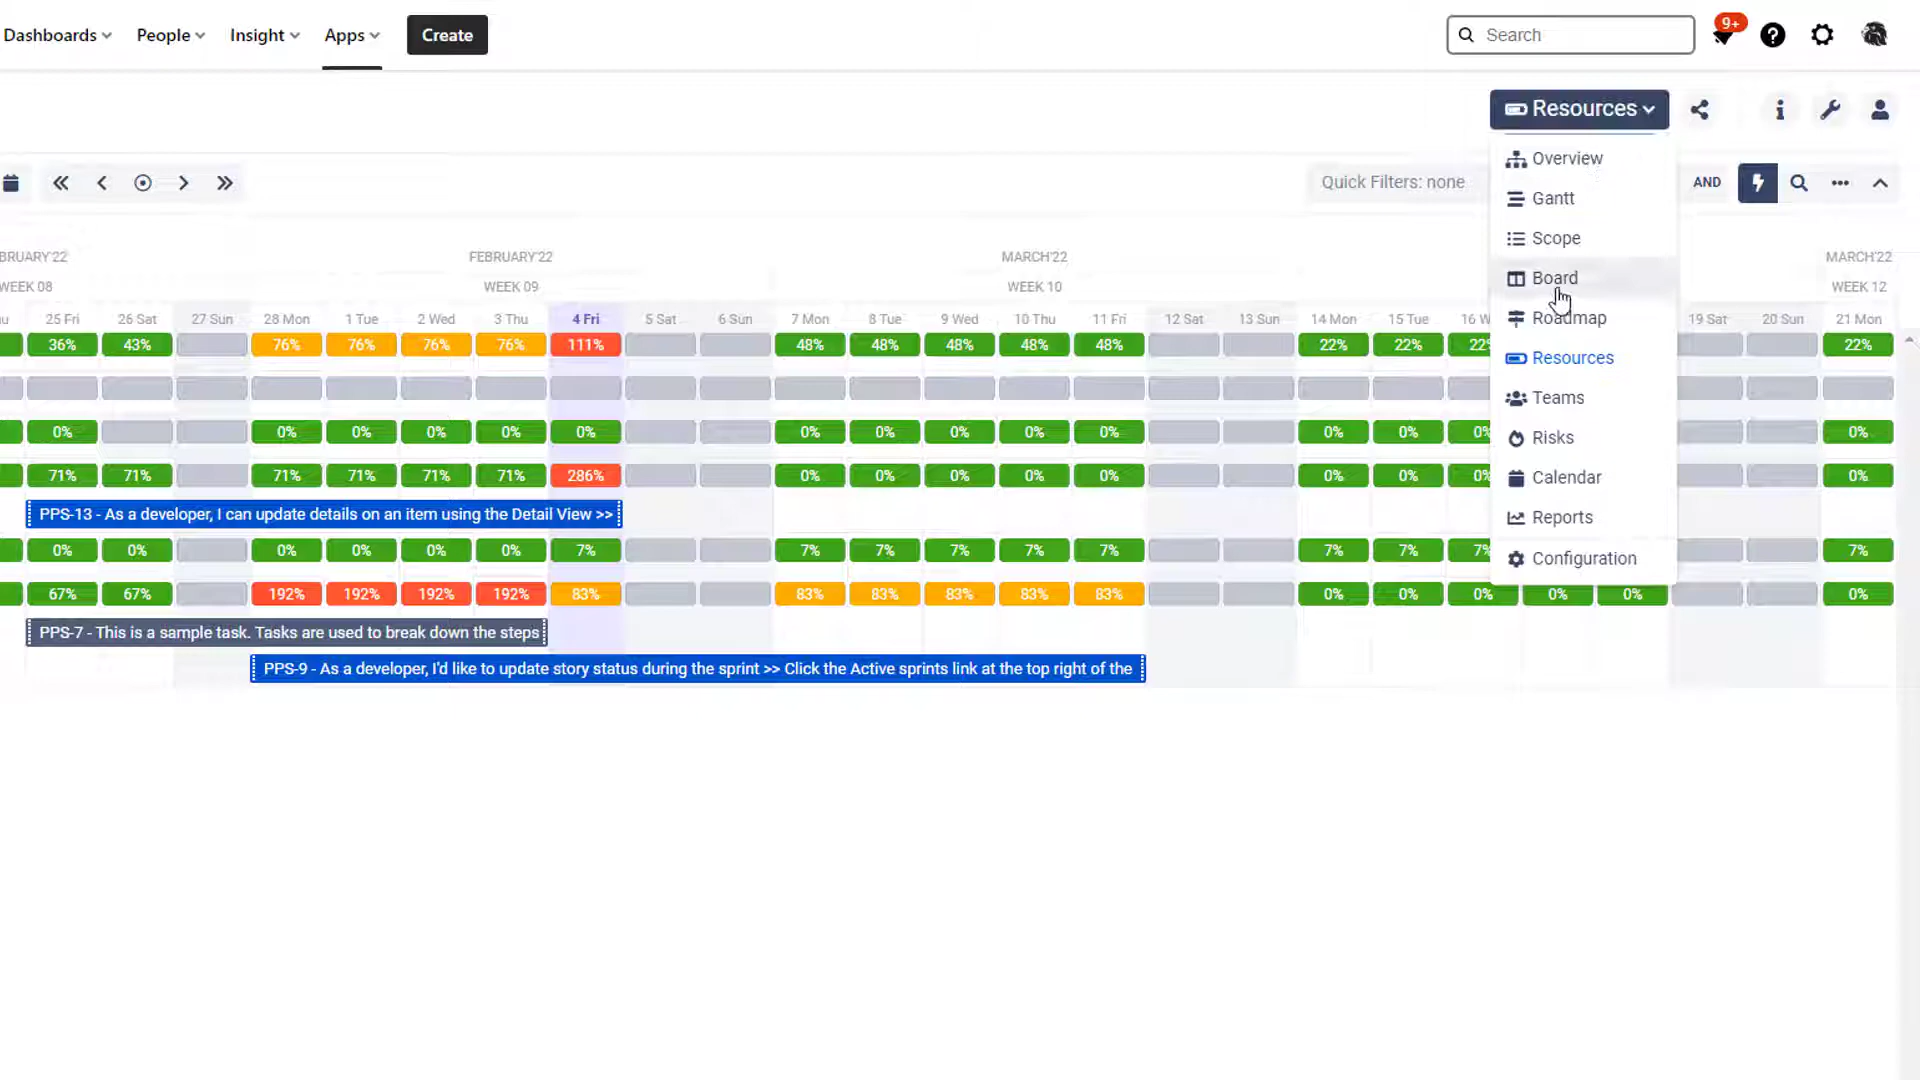 Dashboards People Insight Apps Create Search 9+
Resources
Quick Filters: none AND
Overview
Gantt
Scope
Board
Roadmap
Resources
Teams
Risks
Calendar
Reports
Configuration
BRUARY'22 FEBRUARY'22 MARCH'22 MARCH'22
WEEK 08 WEEK 09 WEEK 10 WEEK 12
25 Fri 26 Sat 27 Sun 28 Mon 1 Tue 2 Wed 3 Thu 4 Fri 5 Sat 6 Sun 7 Mon 8 Tue 9 Wed 10 Thu 11 Fri 12 Sat 13 Sun 14 Mon 15 Tue 16 W 19 Sat 20 Sun 21 Mon
36% 43% 76% 76% 76% 76% 111% 48% 48% 48% 48% 48% 22% 22% 22% 22%
0% 0% 0% 0% 0% 0% 0% 0% 0% 0% 0% 0% 0% 0% 0%
71% 71% 71% 71% 71% 71% 286% 0% 0% 0% 0% 0% 0% 0% 0% 0%
PPS-13 - As a developer, I can update details on an item using the Detail View >>
0% 0% 0% 0% 0% 0% 7% 7% 7% 7% 7% 7% 7% 7% 7% 7%
67% 67% 192% 192% 192% 192% 83% 83% 83% 83% 83% 83% 0% 0% 0% 0% 0% 0%
PPS-7 - This is a sample task. Tasks are used to break down the steps
PPS-9 - As a developer, I'd like to update story status during the sprint >> Click the Active sprints link at the top right of the